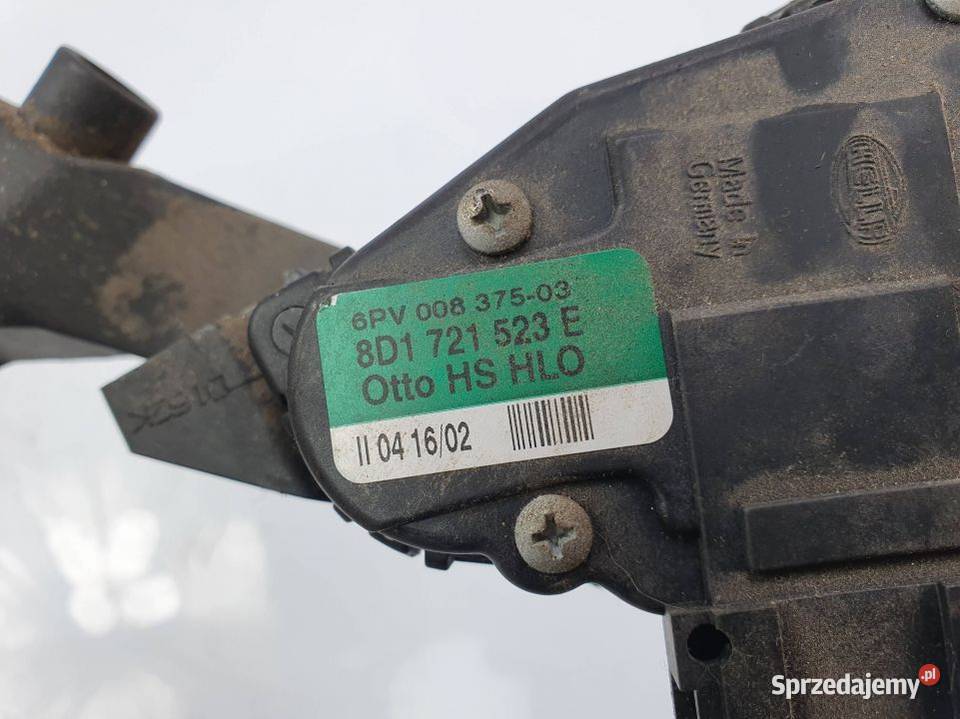 HELLA
Made in
Germany
6PV 008 375-03
8D1 721 523 E
Otto HS HLO
II 04 16/02
Sprzedajemy.pl